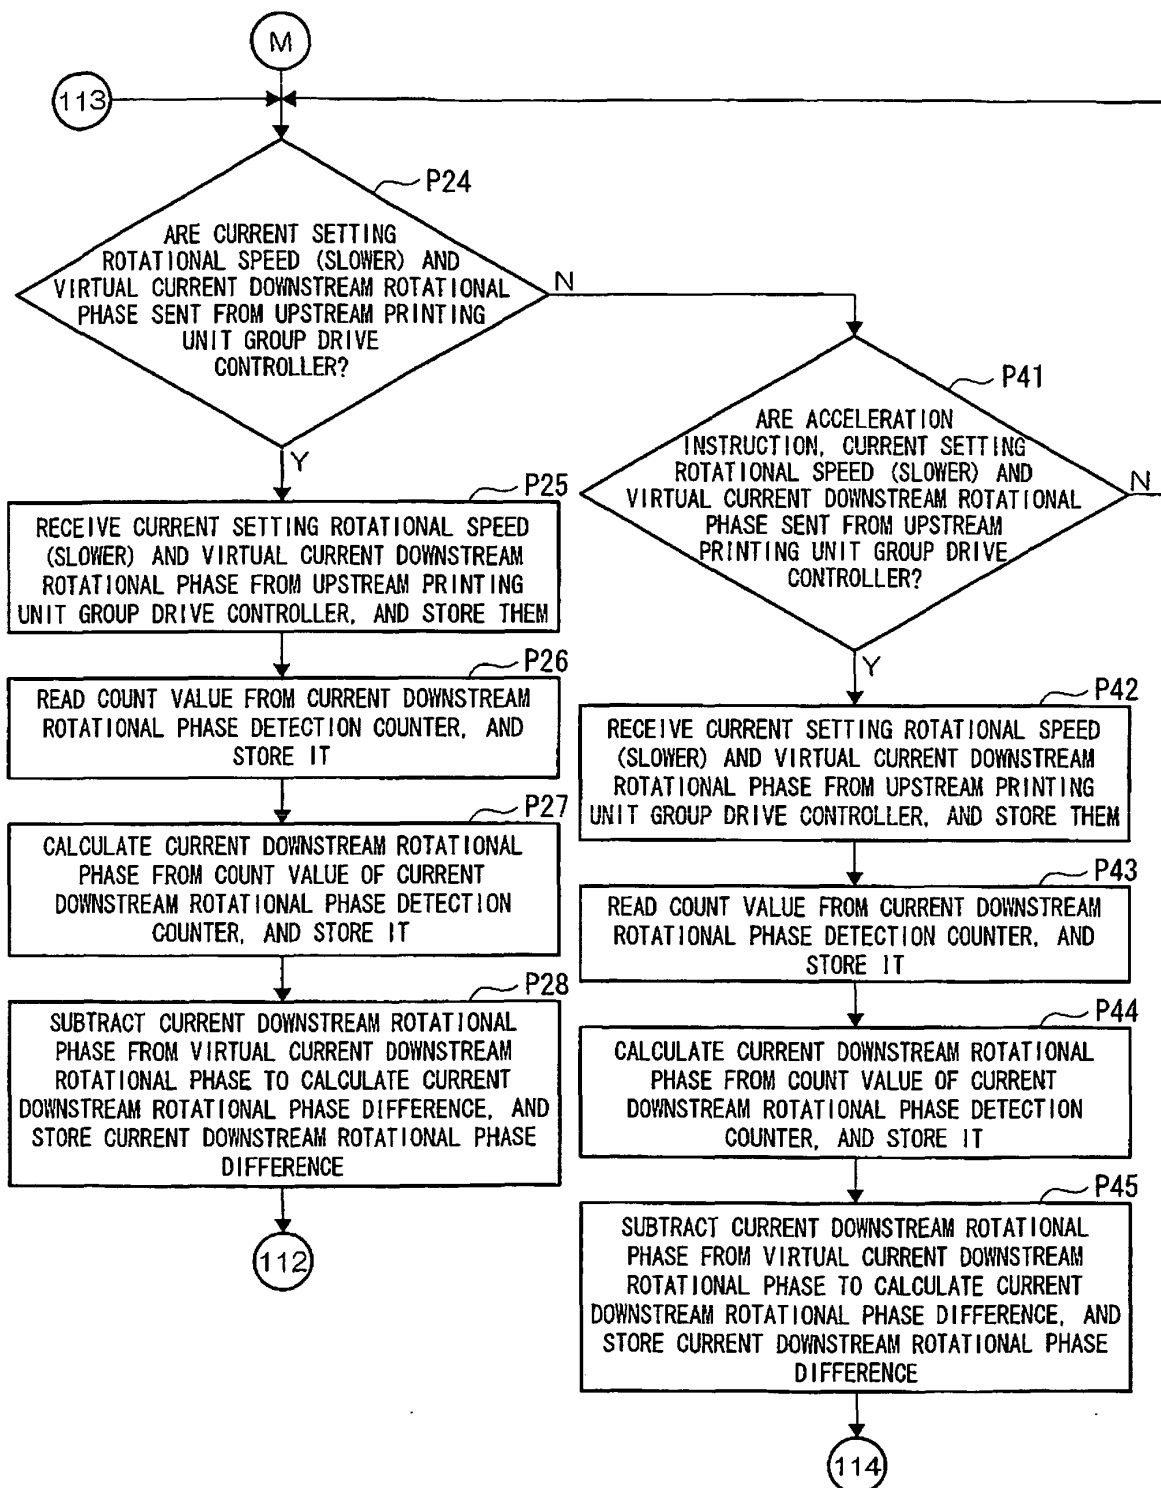 M
113
P24
ARE CURRENT SETTING
ROTATIONAL SPEED (SLOWER) AND
VIRTUAL CURRENT DOWNSTREAM ROTATIONAL
PHASE SENT FROM UPSTREAM PRINTING
UNIT GROUP DRIVE
CONTROLLER?
N
Y
P25
RECEIVE CURRENT SETTING ROTATIONAL SPEED
(SLOWER) AND VIRTUAL CURRENT DOWNSTREAM
ROTATIONAL PHASE FROM UPSTREAM PRINTING
UNIT GROUP DRIVE CONTROLLER, AND STORE THEM
P26
READ COUNT VALUE FROM CURRENT DOWNSTREAM
ROTATIONAL PHASE DETECTION COUNTER, AND
STORE IT
P27
CALCULATE CURRENT DOWNSTREAM ROTATIONAL
PHASE FROM COUNT VALUE OF CURRENT
DOWNSTREAM ROTATIONAL PHASE DETECTION
COUNTER, AND STORE IT
P28
SUBTRACT CURRENT DOWNSTREAM ROTATIONAL
PHASE FROM VIRTUAL CURRENT DOWNSTREAM
ROTATIONAL PHASE TO CALCULATE CURRENT
DOWNSTREAM ROTATIONAL PHASE DIFFERENCE, AND
STORE CURRENT DOWNSTREAM ROTATIONAL PHASE
DIFFERENCE
112
P41
ARE ACCELERATION
INSTRUCTION, CURRENT SETTING
ROTATIONAL SPEED (SLOWER) AND
VIRTUAL CURRENT DOWNSTREAM ROTATIONAL
PHASE SENT FROM UPSTREAM
PRINTING UNIT GROUP DRIVE
CONTROLLER?
N
Y
P42
RECEIVE CURRENT SETTING ROTATIONAL SPEED
(SLOWER) AND VIRTUAL CURRENT DOWNSTREAM
ROTATIONAL PHASE FROM UPSTREAM PRINTING
UNIT GROUP DRIVE CONTROLLER, AND STORE THEM
P43
READ COUNT VALUE FROM CURRENT DOWNSTREAM
ROTATIONAL PHASE DETECTION COUNTER, AND
STORE IT
P44
CALCULATE CURRENT DOWNSTREAM ROTATIONAL
PHASE FROM COUNT VALUE OF CURRENT
DOWNSTREAM ROTATIONAL PHASE DETECTION
COUNTER, AND STORE IT
P45
SUBTRACT CURRENT DOWNSTREAM ROTATIONAL
PHASE FROM VIRTUAL CURRENT DOWNSTREAM
ROTATIONAL PHASE TO CALCULATE CURRENT
DOWNSTREAM ROTATIONAL PHASE DIFFERENCE, AND
STORE CURRENT DOWNSTREAM ROTATIONAL PHASE
DIFFERENCE
114